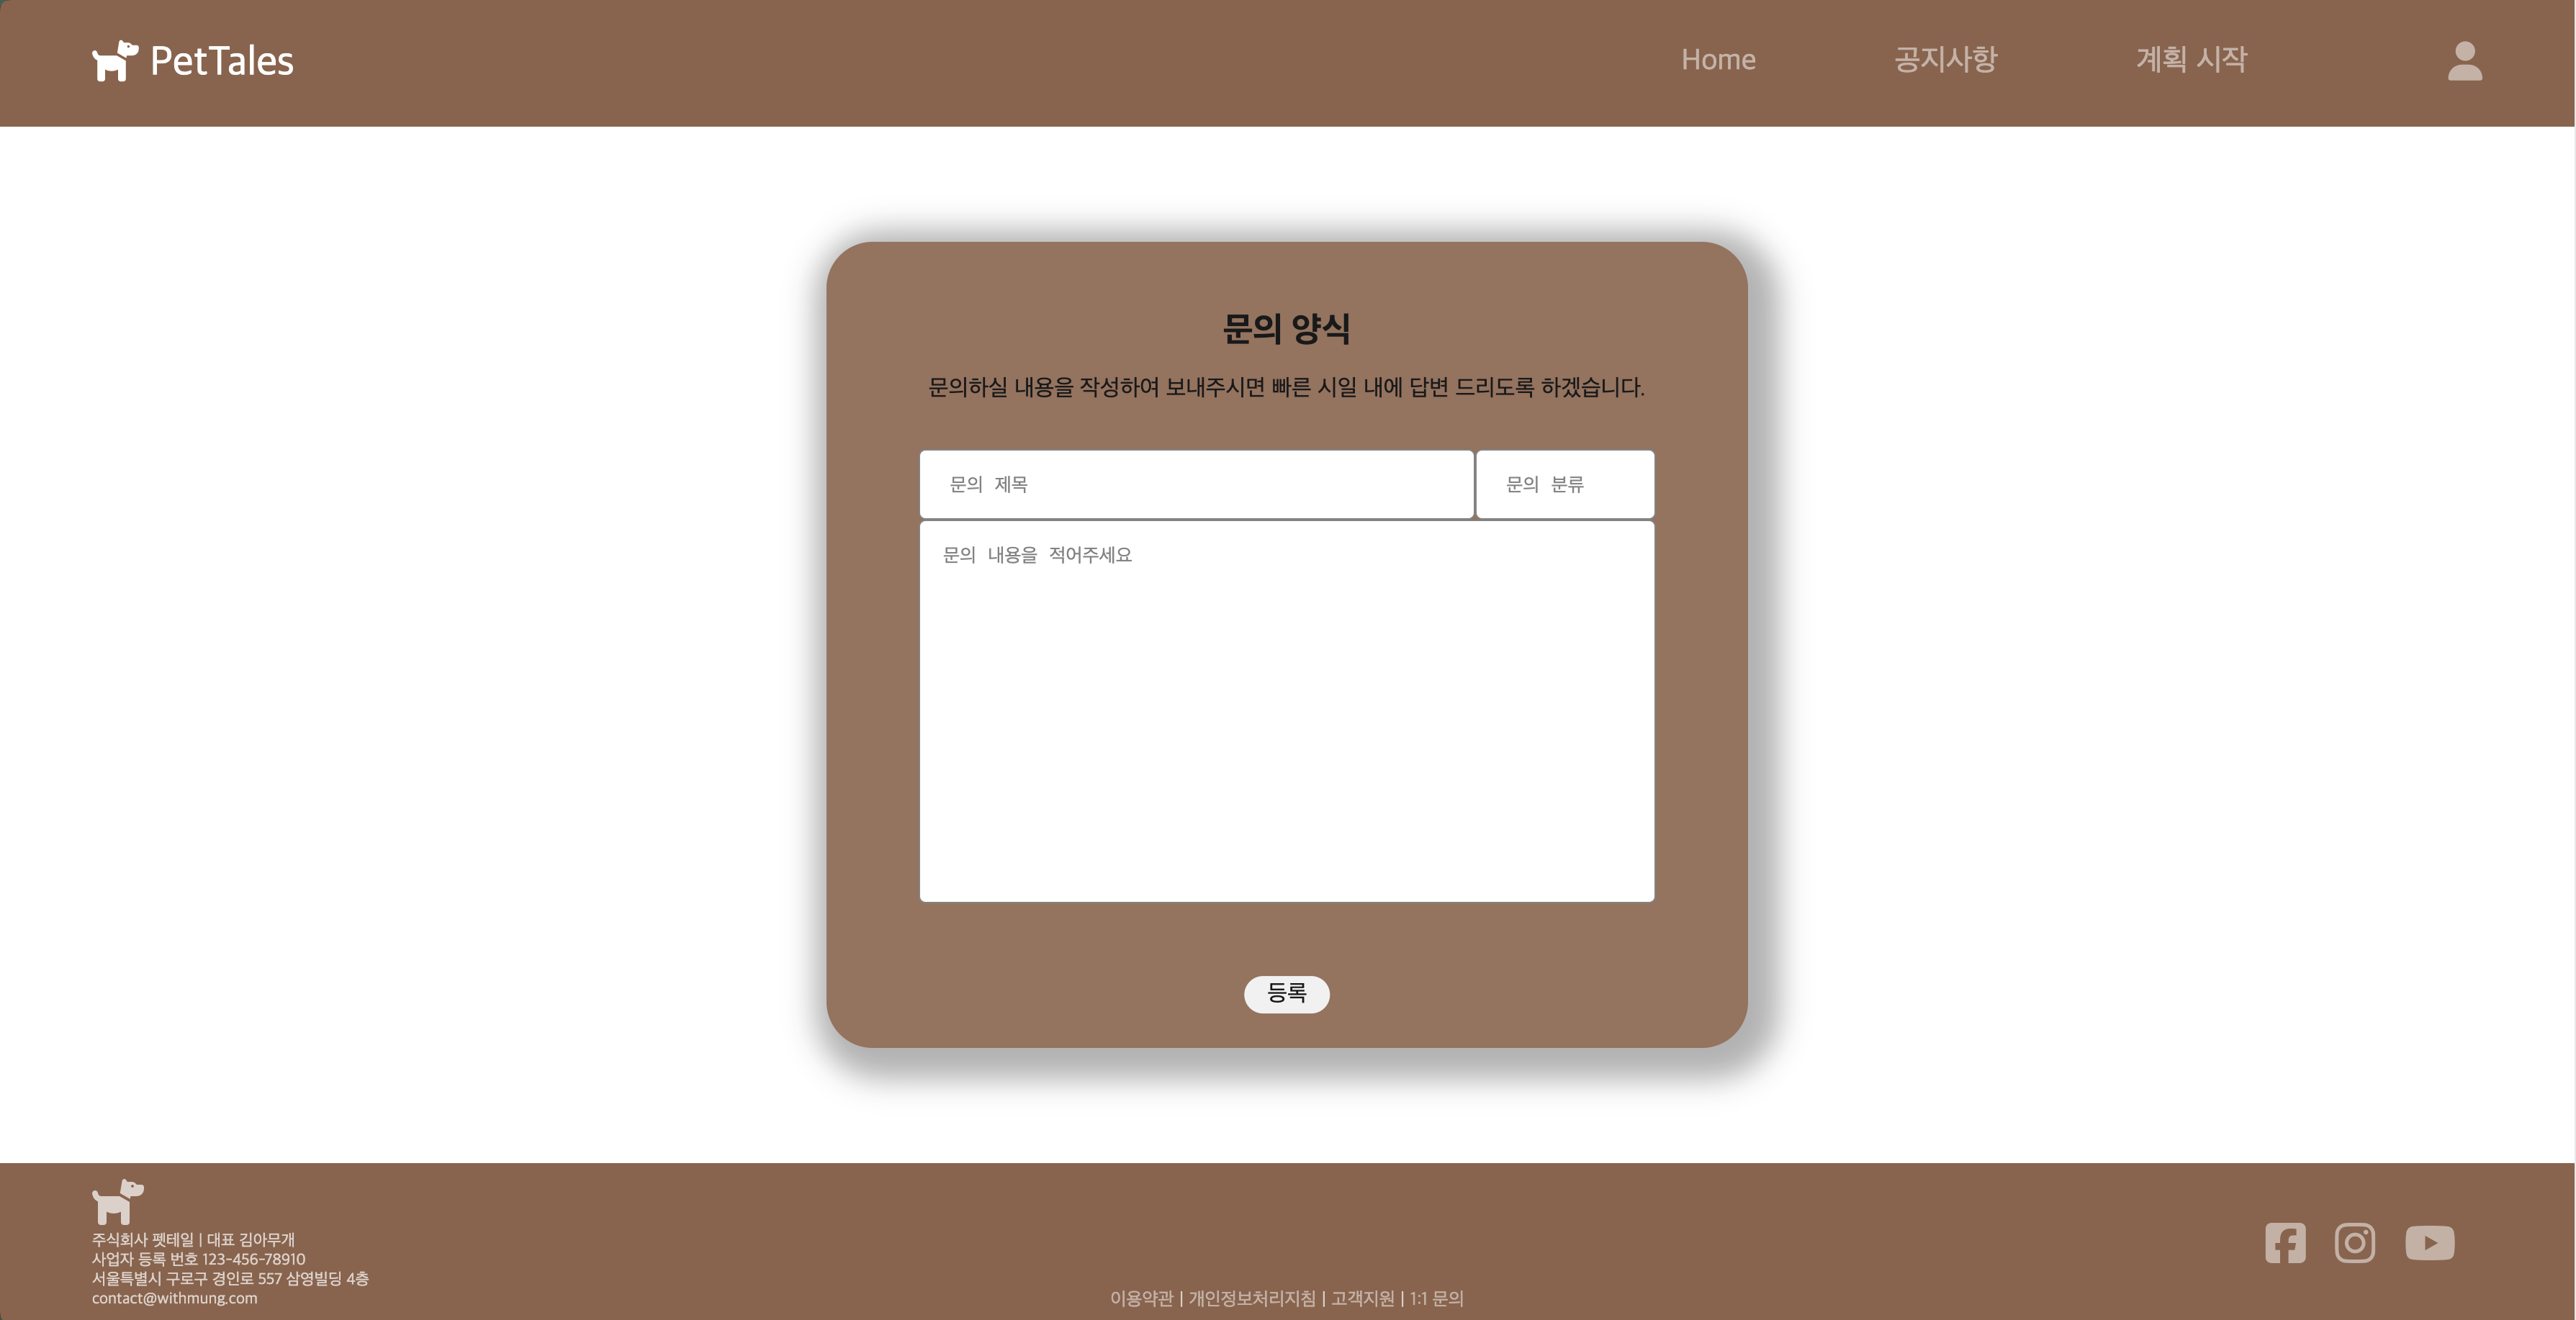 PetTales
Home 공지사항 계획 시작
문의 양식
문의하실 내용을 작성하여 보내주시면 빠른 시일 내에 답변 드리도록 하겠습니다.
문의 제목 문의 분류
문의 내용을 적어주세요
등록
주식회사 펫테일 | 대표 김아무개
사업자 등록 번호 123-456-78910
서울특별시 구로구 경인로 557 삼영빌딩 4층
contact@withmung.com
이용약관 | 개인정보처리지침 | 고객지원 | 1:1 문의